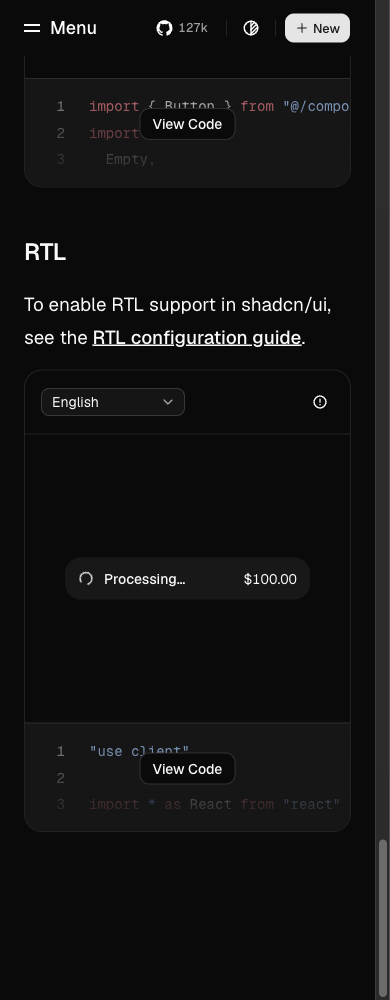 Menu
127k
New
1 import { Button } from "@/compo
View Code
2 import
3 Empty,
RTL
To enable RTL support in shadcn/ui,
see the RTL configuration guide.
English
Processing...
$100.00
1 "use client"
View Code
2
3 import * as React from "react"